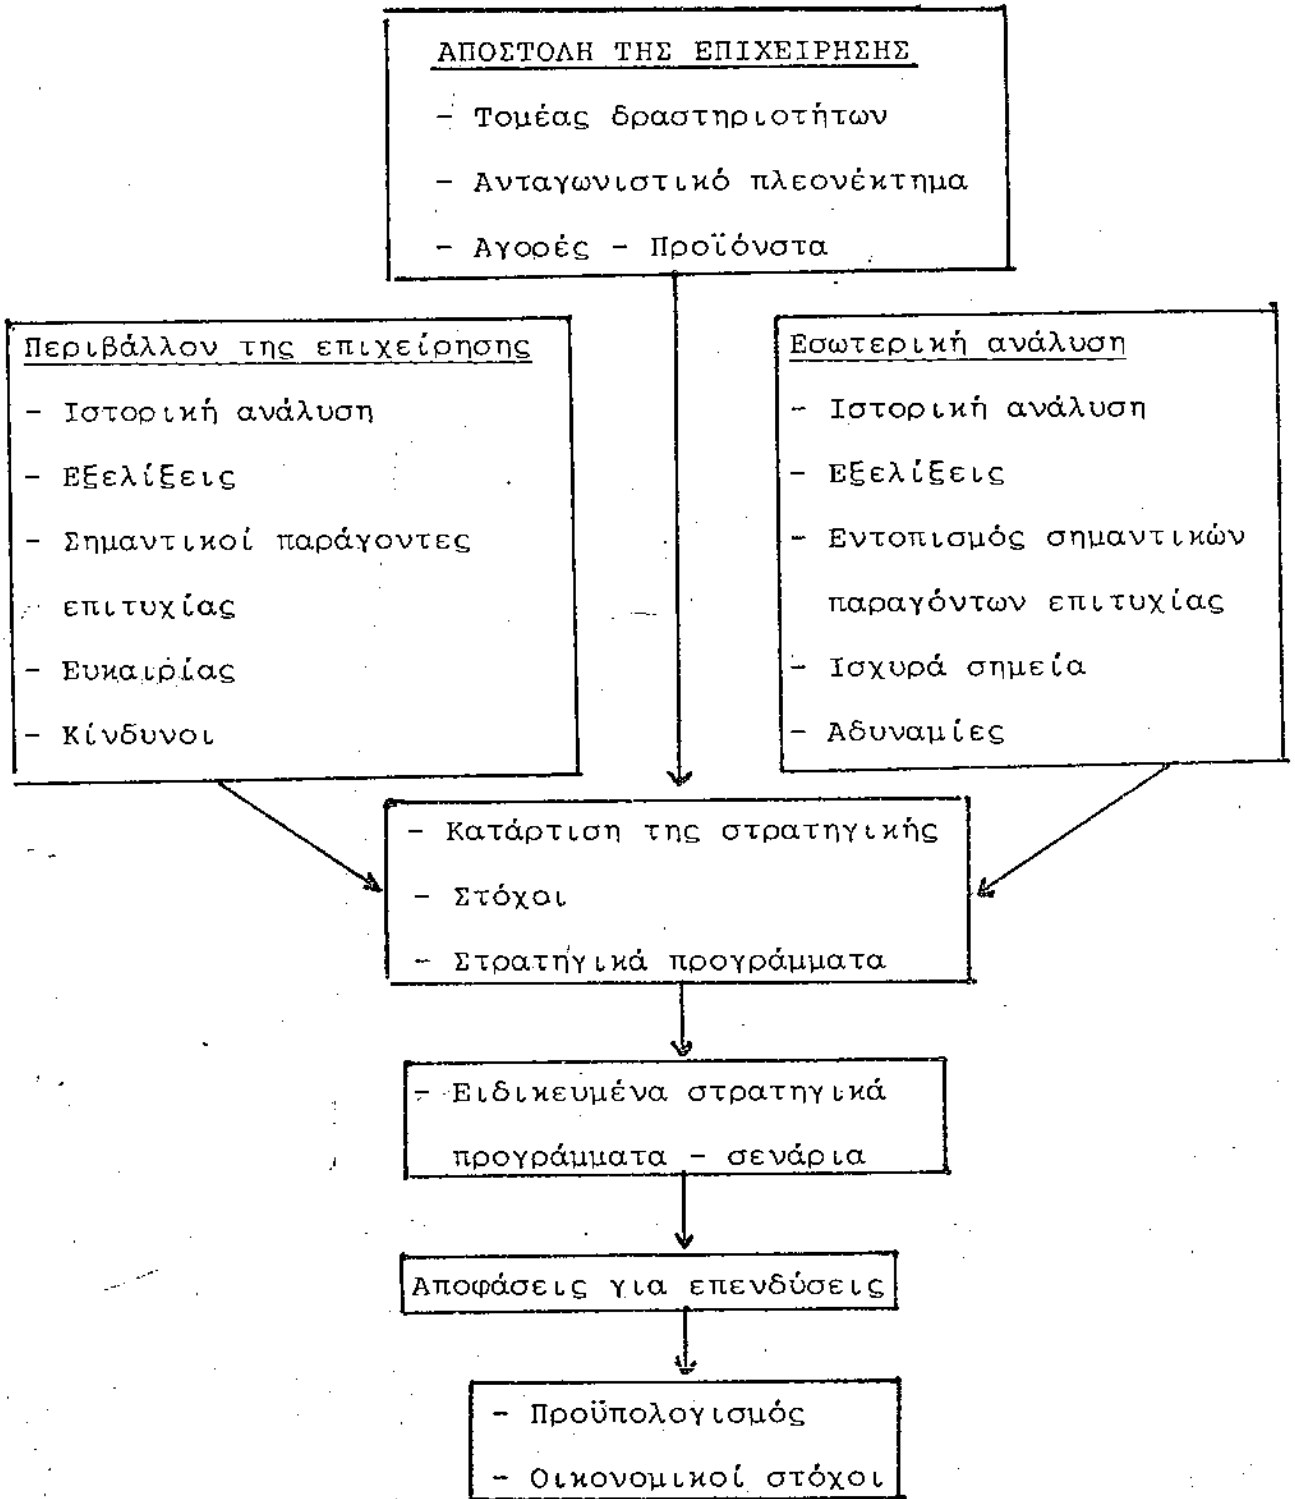 ΑΠΟΣΤΟΛΗ ΤΗΣ ΕΠΙΧΕΙΡΗΣΗΣ
- Τομέας δραστηριοτήτων
- Ανταγωνιστικό πλεονέκτημα
- Αγορές - Προϊόνστα
Περιβάλλον της επιχείρησης
- Ιστορική ανάλυση
- Εξελίξεις
- Σημαντικοί παράγοντες
επιτυχίας
- Ευκαιρίας
- Κίνδυνοι
Εσωτερική ανάλυση
- Ιστορική ανάλυση
- Εξελίξεις
- Εντοπισμός σημαντικών
παραγόντων επιτυχίας
- Ισχυρά σημεία
- Αδυναμίες
- Κατάρτιση της στρατηγικής
- Στόχοι
- Στρατηγικά προγράμματα
- Ειδικευμένα στρατηγικά
προγράμματα - σενάρια
Αποφάσεις για επενδύσεις
- Προϋπολογισμός
- Οικονομικοί στόχοι